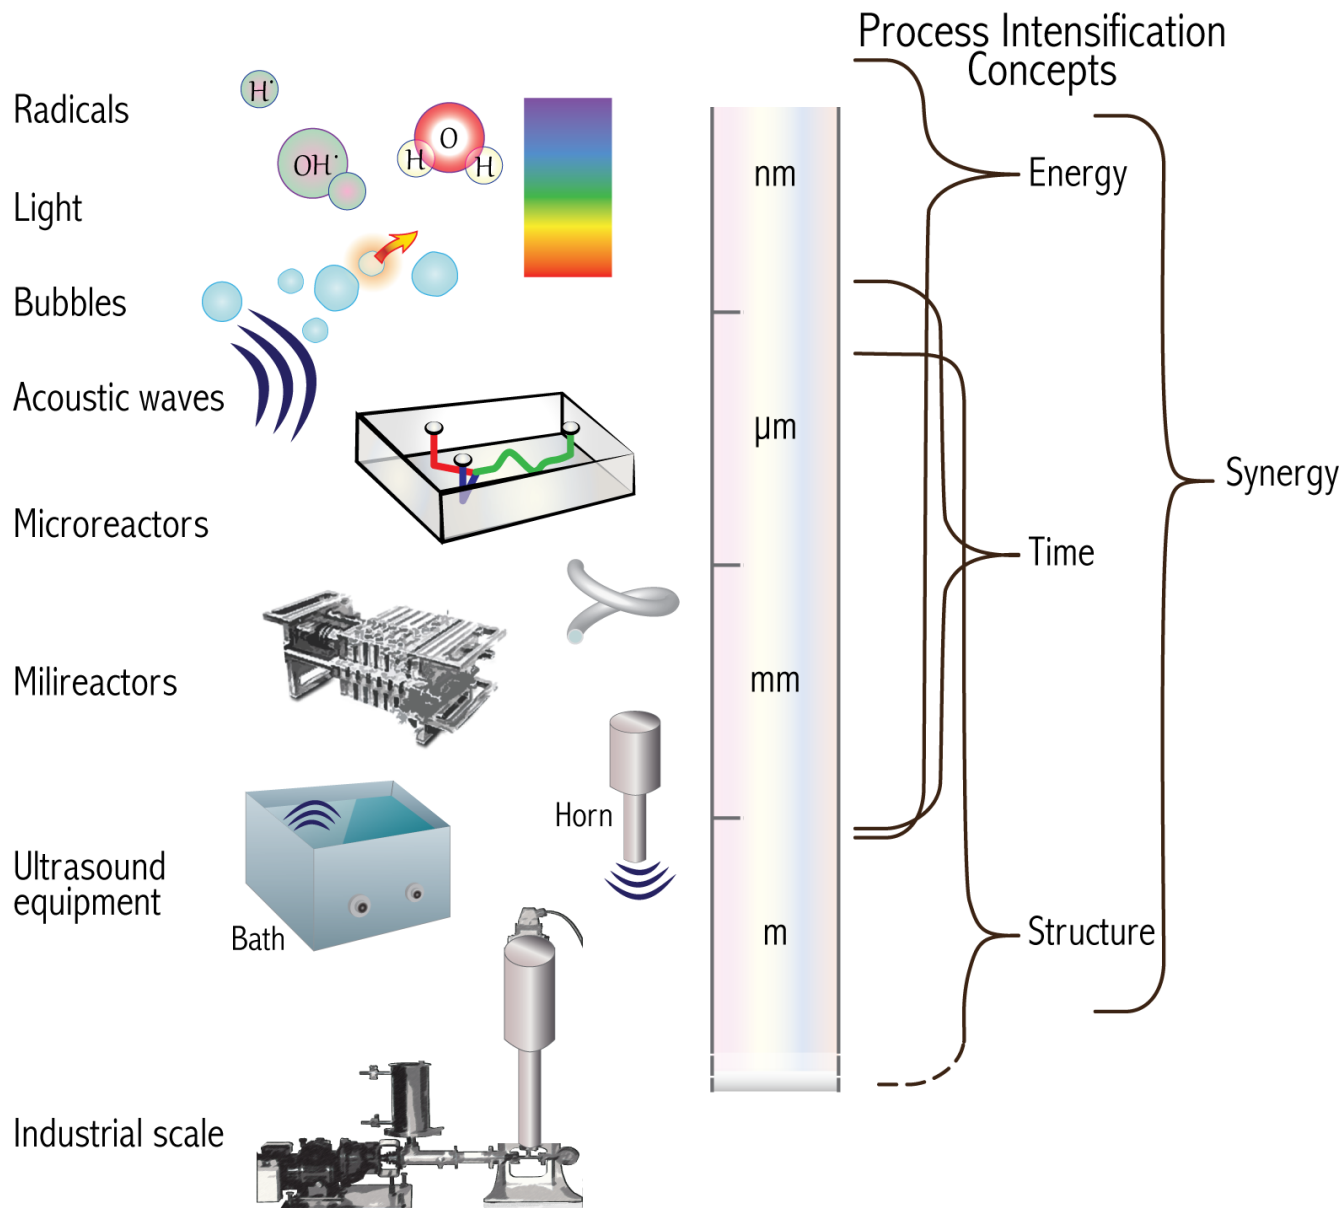 Process Intensification
Concepts
Radicals
H·
OH·
O
H
H
Light
Bubbles
Acoustic waves
Microreactors
Milireactors
Horn
Ultrasound
equipment
Bath
Industrial scale
nm
µm
mm
m
Energy
Time
Structure
Synergy